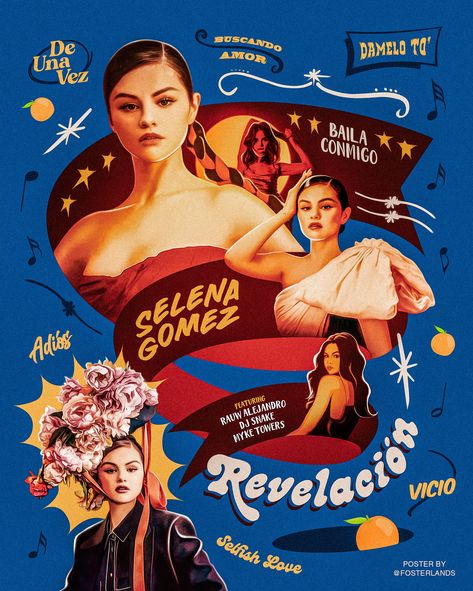 De
Una
Vez
BUSCANDO
AMOR
DAMELO TO'
BAILA
CONMIGO
SELENA
GOMEZ
Adiós
FEATURING
RAUW ALEJANDRO
DJ SNAKE
MYKE TOWERS
Revelación
VICIO
Selfish Love
POSTER BY
@FOSTERLANDS